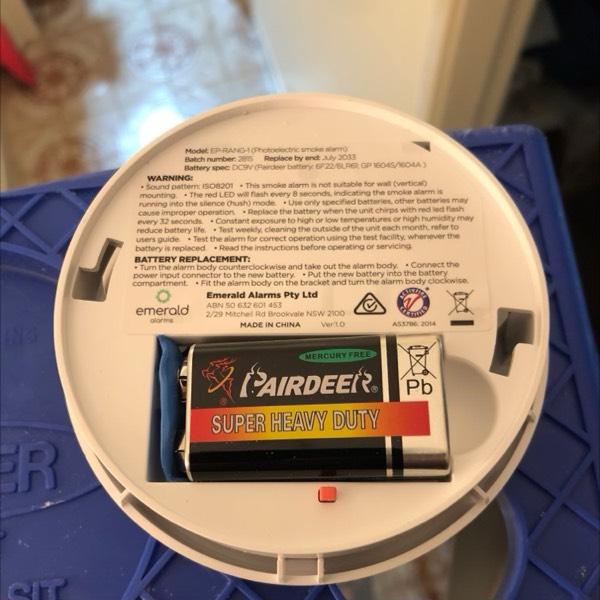 Model: EP-RANG-1 (Photoelectric smoke alarm)
Batch number: 2815 Replace by end: July 2033
Battery spec: DC9V (Pairdeer battery: 6F22/6LR61; GP 1604S/1604A )
WARNING:
• Sound pattern: ISO8201 • This smoke alarm is not suitable for wall (vertical)
mounting. • The red LED will flash every 8 seconds, indicating the smoke alarm is
running into the silence (hush) mode. • Use only specified batteries, other batteries may
cause improper operation. • Replace the battery when the unit chirps with red led flash
every 32 seconds. • Constant exposure to high or low temperatures or high humidity may
reduce battery life. • Test weekly, cleaning the outside of the unit each month, refer to
users guide. • Test the alarm for correct operation using the test facility, whenever the
battery is replaced. • Read the instructions before operating or servicing.
BATTERY REPLACEMENT:
• Turn the alarm body counterclockwise and take out the alarm body. • Connect the
power input connector to the new battery. • Put the new battery into the battery
compartment. • Fit the alarm body on the bracket and turn the alarm body clockwise.
emerald
alarms
Emerald Alarms Pty Ltd
ABN 50 632 601 453
2/29 Mitchell Rd Brookvale NSW 2100
MADE IN CHINA Ver1.0
AS3786: 2014
MERCURY FREE
PAIRDEER®
SUPER HEAVY DUTY
Pb
ER
SIT